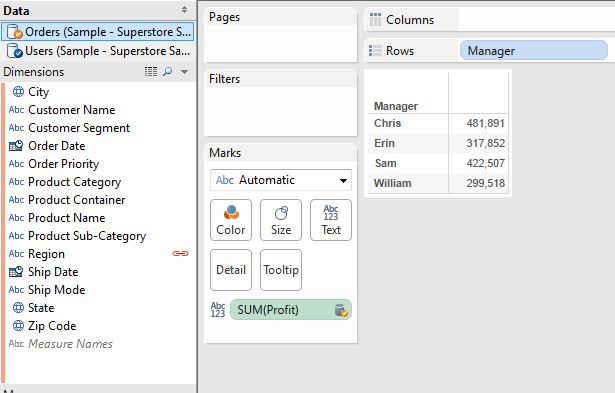 Data
Orders (Sample - Superstore S...
Users (Sample - Superstore Sa...
Dimensions
City
Abc Customer Name
Abc Customer Segment
Order Date
Abc Order Priority
Abc Product Category
Abc Product Container
Abc Product Name
Abc Product Sub-Category
Abc Region
Ship Date
Abc Ship Mode
State
Zip Code
Abc Measure Names
Pages
Filters
Marks
Abc Automatic
Color
Size
Abc
123
Text
Detail
Tooltip
Abc
123
SUM(Profit)
Columns
Rows
Manager
Manager
Chris 481,891
Erin 317,852
Sam 422,507
William 299,518